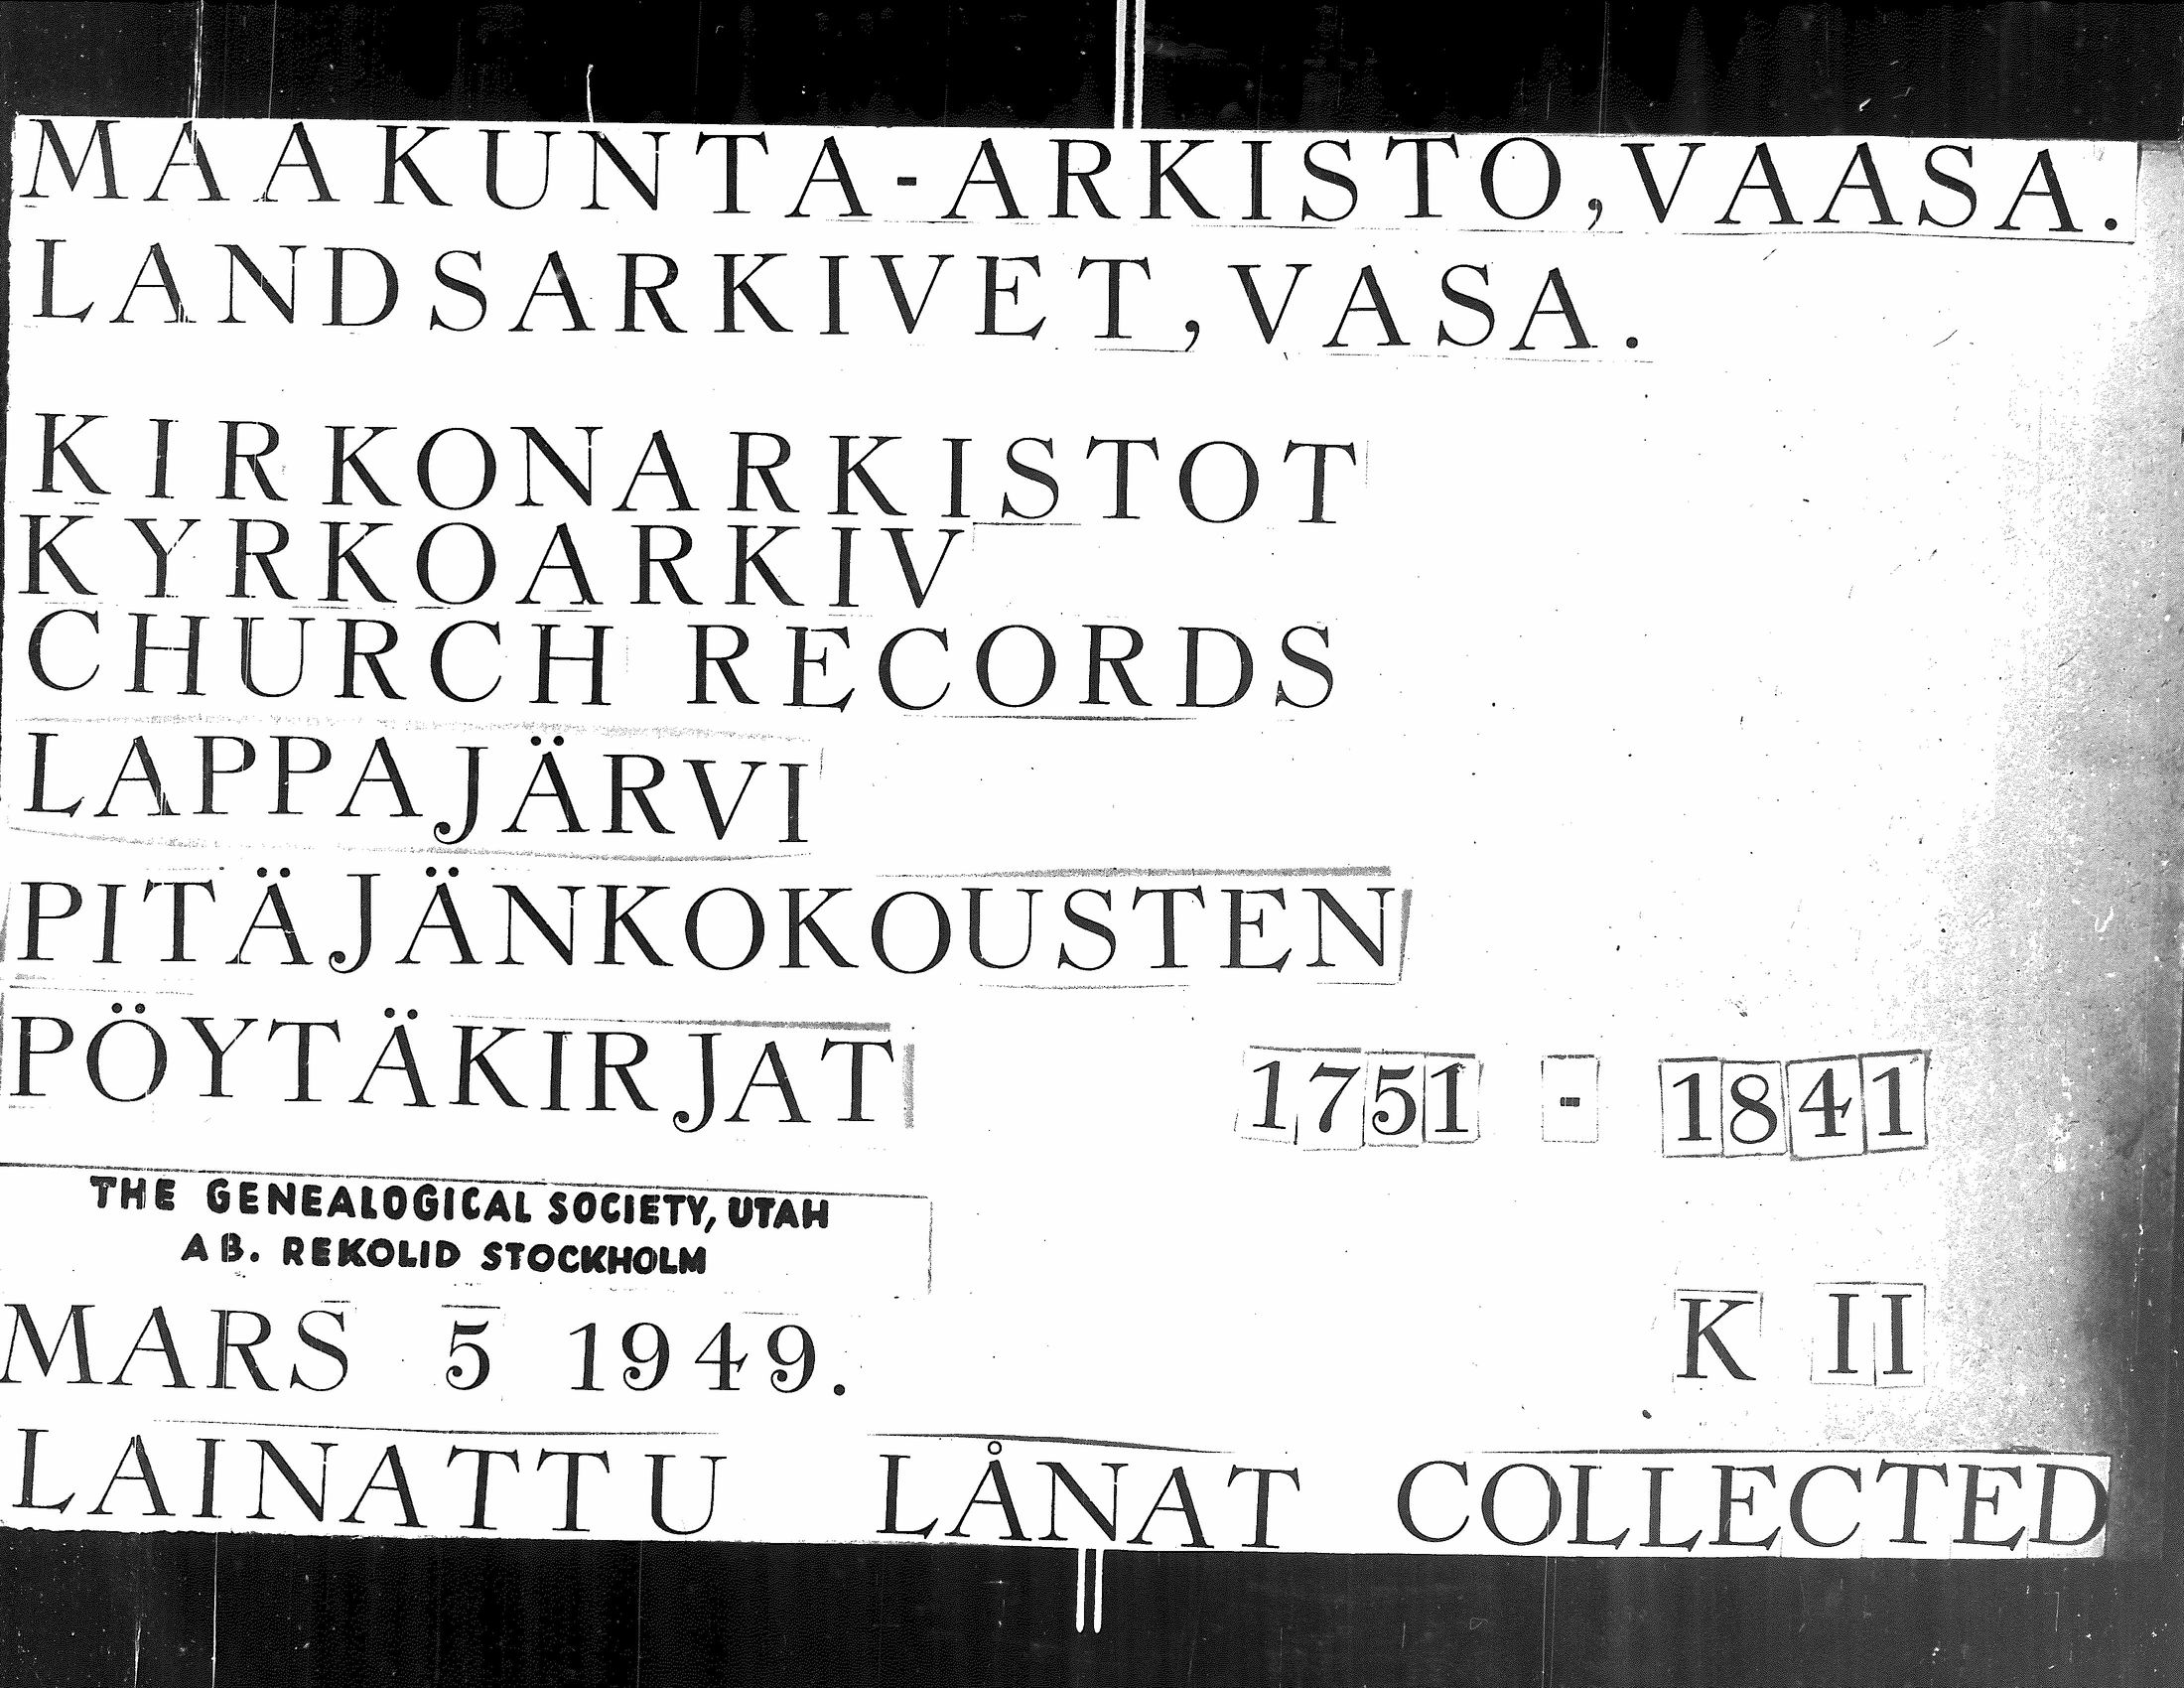 MAAKUNTA-ARKISTO, VAASA.
LANDSARKIVET, VASA.
KIRKONARKISTOT
KYRKOARKIV
CHURCH RECORDS
LAPPAJÄRVI
PITÄJÄNKOKOUSTEN
PÖYTÄKIRJAT 1751 - 1841
THE GENEALOGICAL SOCIETY, UTAH
AB. REKOLID STOCKHOLM
MARS 5 1949. K II
LAINATTU LÅNAT COLLECTED